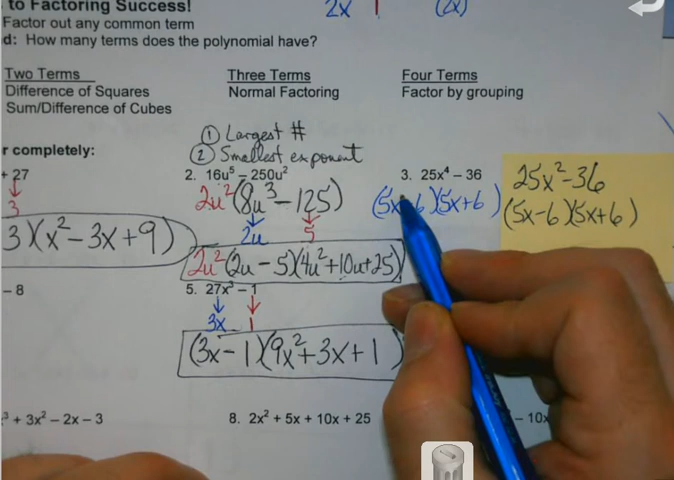 to Factoring Success!
2x 1 (2x)
Factor out any common term
d: How many terms does the polynomial have?
Two Terms
Difference of Squares
Sum/Difference of Cubes
Three Terms
Normal Factoring
Four Terms
Factor by grouping
① Largest #
② Smallest exponent
r completely:
+ 27
3
3)(x² − 3x + 9)
2. 16u⁵ − 250u²
2u²(8u³ − 125)
2u 5
2u²(2u − 5)(4u² + 10u + 25)
3. 25x⁴ − 36
(5x 6)(5x + 6)
25x² − 36
(5x − 6)(5x + 6)
− 8
5. 27x³ − 1
3x 1
(3x − 1)(9x² + 3x + 1)
³ + 3x² − 2x − 3
8. 2x² + 5x + 10x + 25
− 10x